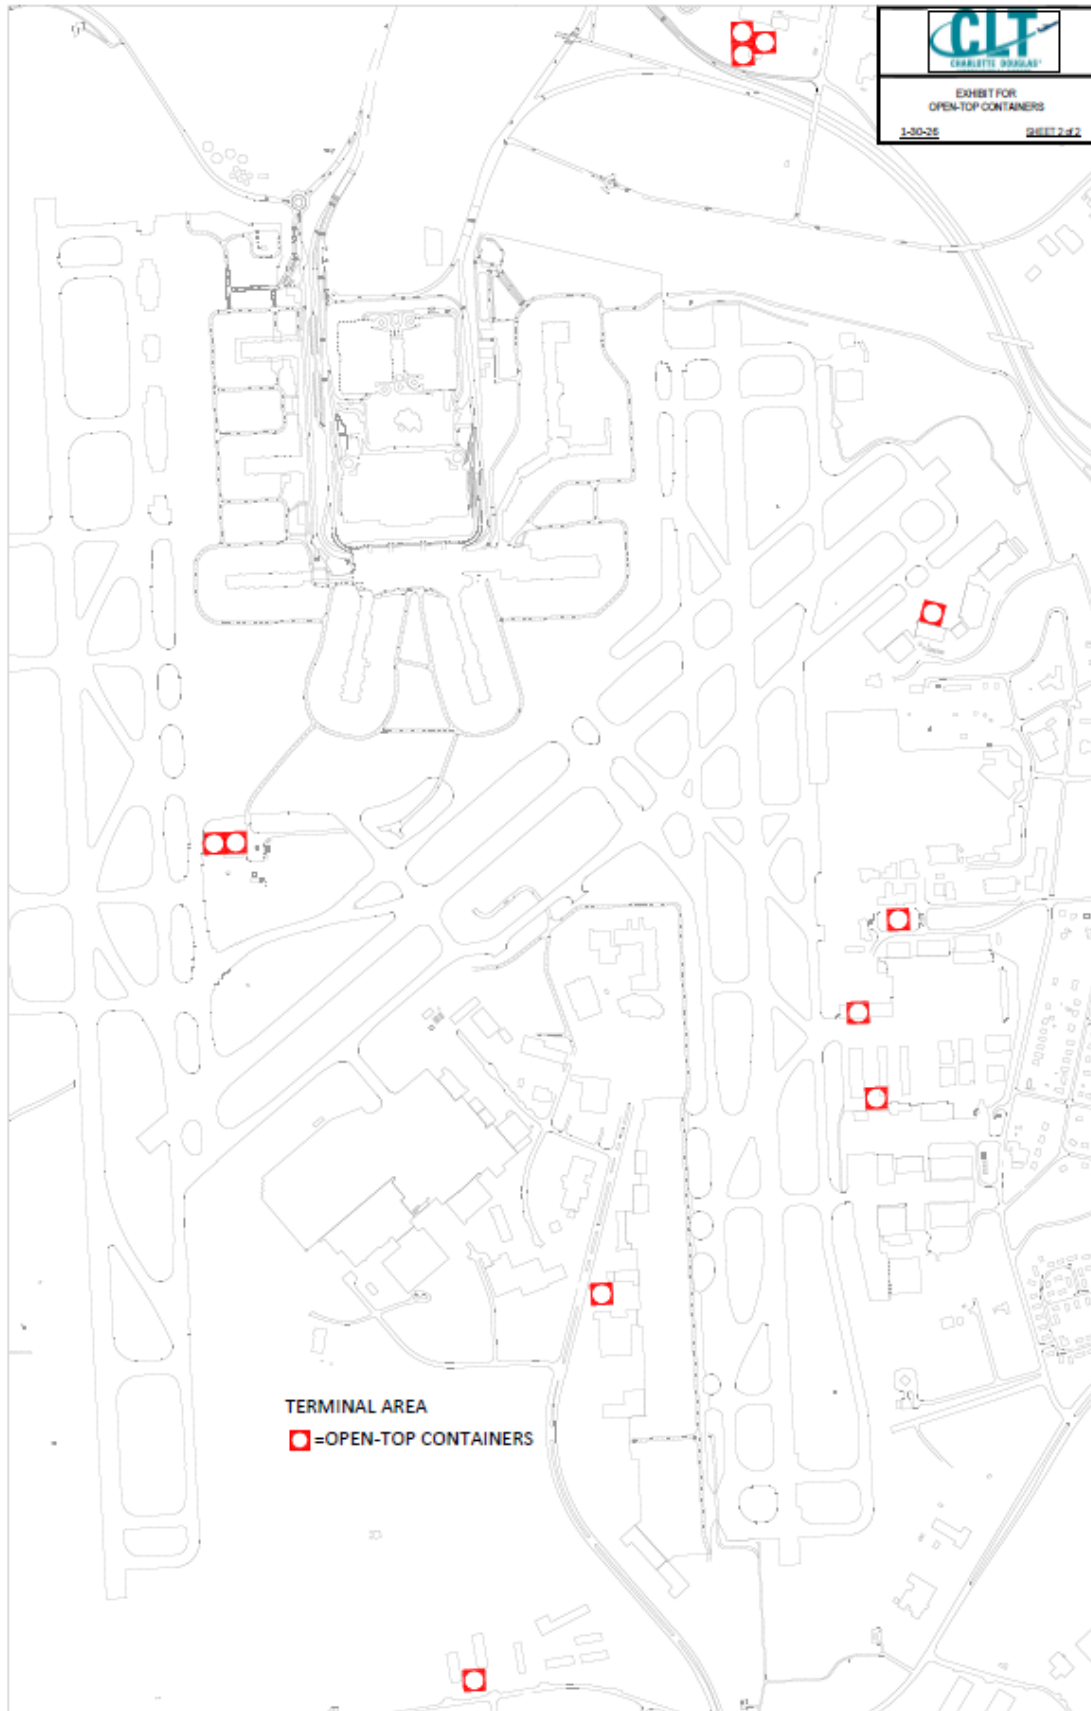 CLT
CHARLOTTE DOUGLAS
EXHIBIT FOR
OPEN-TOP CONTAINERS
1-30-26 SHEET 2 of 2
TERMINAL AREA
=OPEN-TOP CONTAINERS